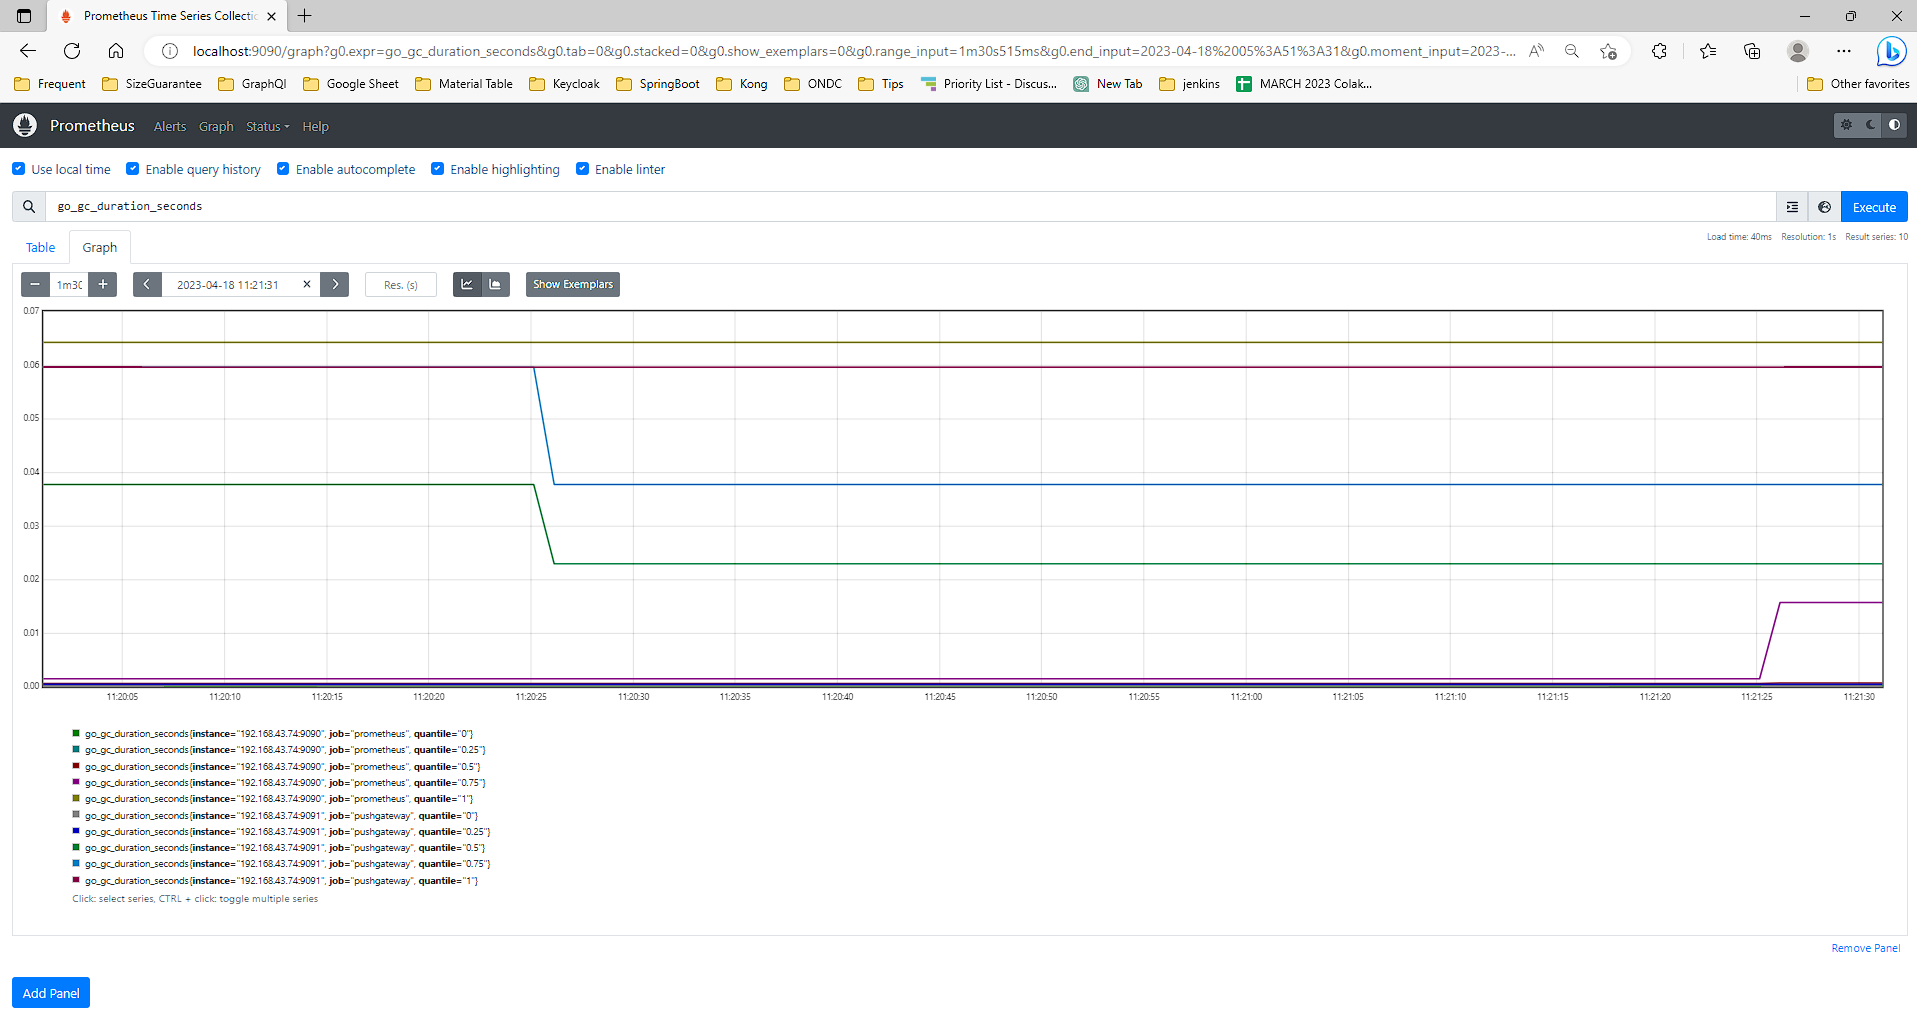 Prometheus Time Series Collectic
localhost:9090/graph?g0.expr=go_gc_duration_seconds&g0.tab=0&g0.stacked=0&g0.show_exemplars=0&g0.range_input=1m30s515ms&g0.end_input=2023-04-18%2005%3A51%3A31&g0.moment_input=2023-...
Frequent SizeGuarantee GraphQl Google Sheet Material Table Keycloak SpringBoot Kong ONDC Tips Priority List - Discus... New Tab jenkins MARCH 2023 Colak... Other favorites
Prometheus Alerts Graph Status Help
Use local time Enable query history Enable autocomplete Enable highlighting Enable linter
go_gc_duration_seconds Execute
Load time: 40ms Resolution: 1s Result series: 10
Table Graph
− 1m3 + 2023-04-18 11:21:31 × Res. (s) Show Exemplars
0.07
0.06
0.05
0.04
0.03
0.02
0.01
0.00
11:20:05 11:20:10 11:20:15 11:20:20 11:20:25 11:20:30 11:20:35 11:20:40 11:20:45 11:20:50 11:20:55 11:21:00 11:21:05 11:21:10 11:21:15 11:21:20 11:21:25 11:21:30
go_gc_duration_seconds{instance="192.168.43.74:9090", job="prometheus", quantile="0"}
go_gc_duration_seconds{instance="192.168.43.74:9090", job="prometheus", quantile="0.25"}
go_gc_duration_seconds{instance="192.168.43.74:9090", job="prometheus", quantile="0.5"}
go_gc_duration_seconds{instance="192.168.43.74:9090", job="prometheus", quantile="0.75"}
go_gc_duration_seconds{instance="192.168.43.74:9090", job="prometheus", quantile="1"}
go_gc_duration_seconds{instance="192.168.43.74:9091", job="pushgateway", quantile="0"}
go_gc_duration_seconds{instance="192.168.43.74:9091", job="pushgateway", quantile="0.25"}
go_gc_duration_seconds{instance="192.168.43.74:9091", job="pushgateway", quantile="0.5"}
go_gc_duration_seconds{instance="192.168.43.74:9091", job="pushgateway", quantile="0.75"}
go_gc_duration_seconds{instance="192.168.43.74:9091", job="pushgateway", quantile="1"}
Click: select series, CTRL + click: toggle multiple series
Remove Panel
Add Panel